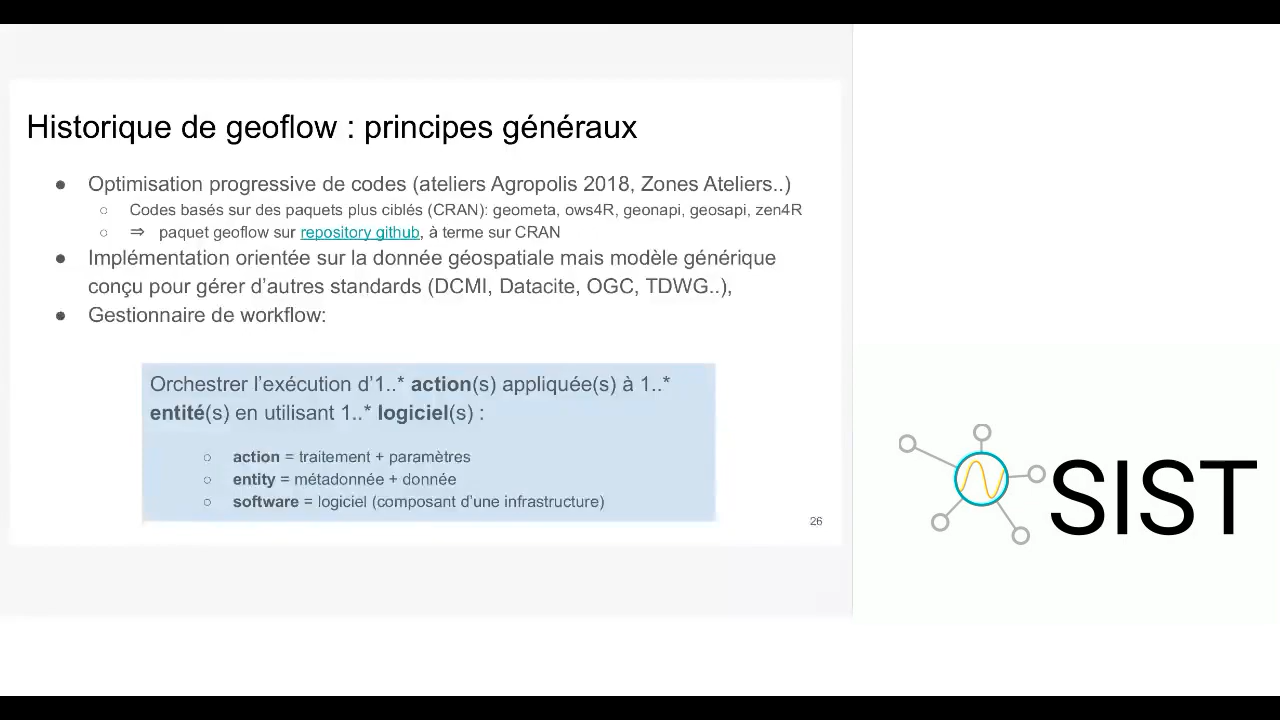 Historique de geoflow : principes généraux
● Optimisation progressive de codes (ateliers Agropolis 2018, Zones Ateliers..)
○ Codes basés sur des paquets plus ciblés (CRAN): geometa, ows4R, geonapi, geosapi, zen4R
○ ⇒ paquet geoflow sur repository github, à terme sur CRAN
● Implémentation orientée sur la donnée géospatiale mais modèle générique
conçu pour gérer d’autres standards (DCMI, Datacite, OGC, TDWG..),
● Gestionnaire de workflow:
Orchestrer l’exécution d’1..* action(s) appliquée(s) à 1..*
entité(s) en utilisant 1..* logiciel(s) :
○ action = traitement + paramètres
○ entity = métadonnée + donnée
○ software = logiciel (composant d’une infrastructure)
26
SIST